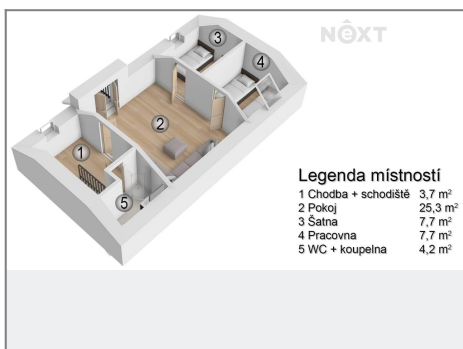 NEXT
3
4
2
1
5
Legenda místností
1 Chodba + schodiště 3,7 m²
2 Pokoj 25,3 m²
3 Šatna 7,7 m²
4 Pracovna 7,7 m²
5 WC + koupelna 4,2 m²